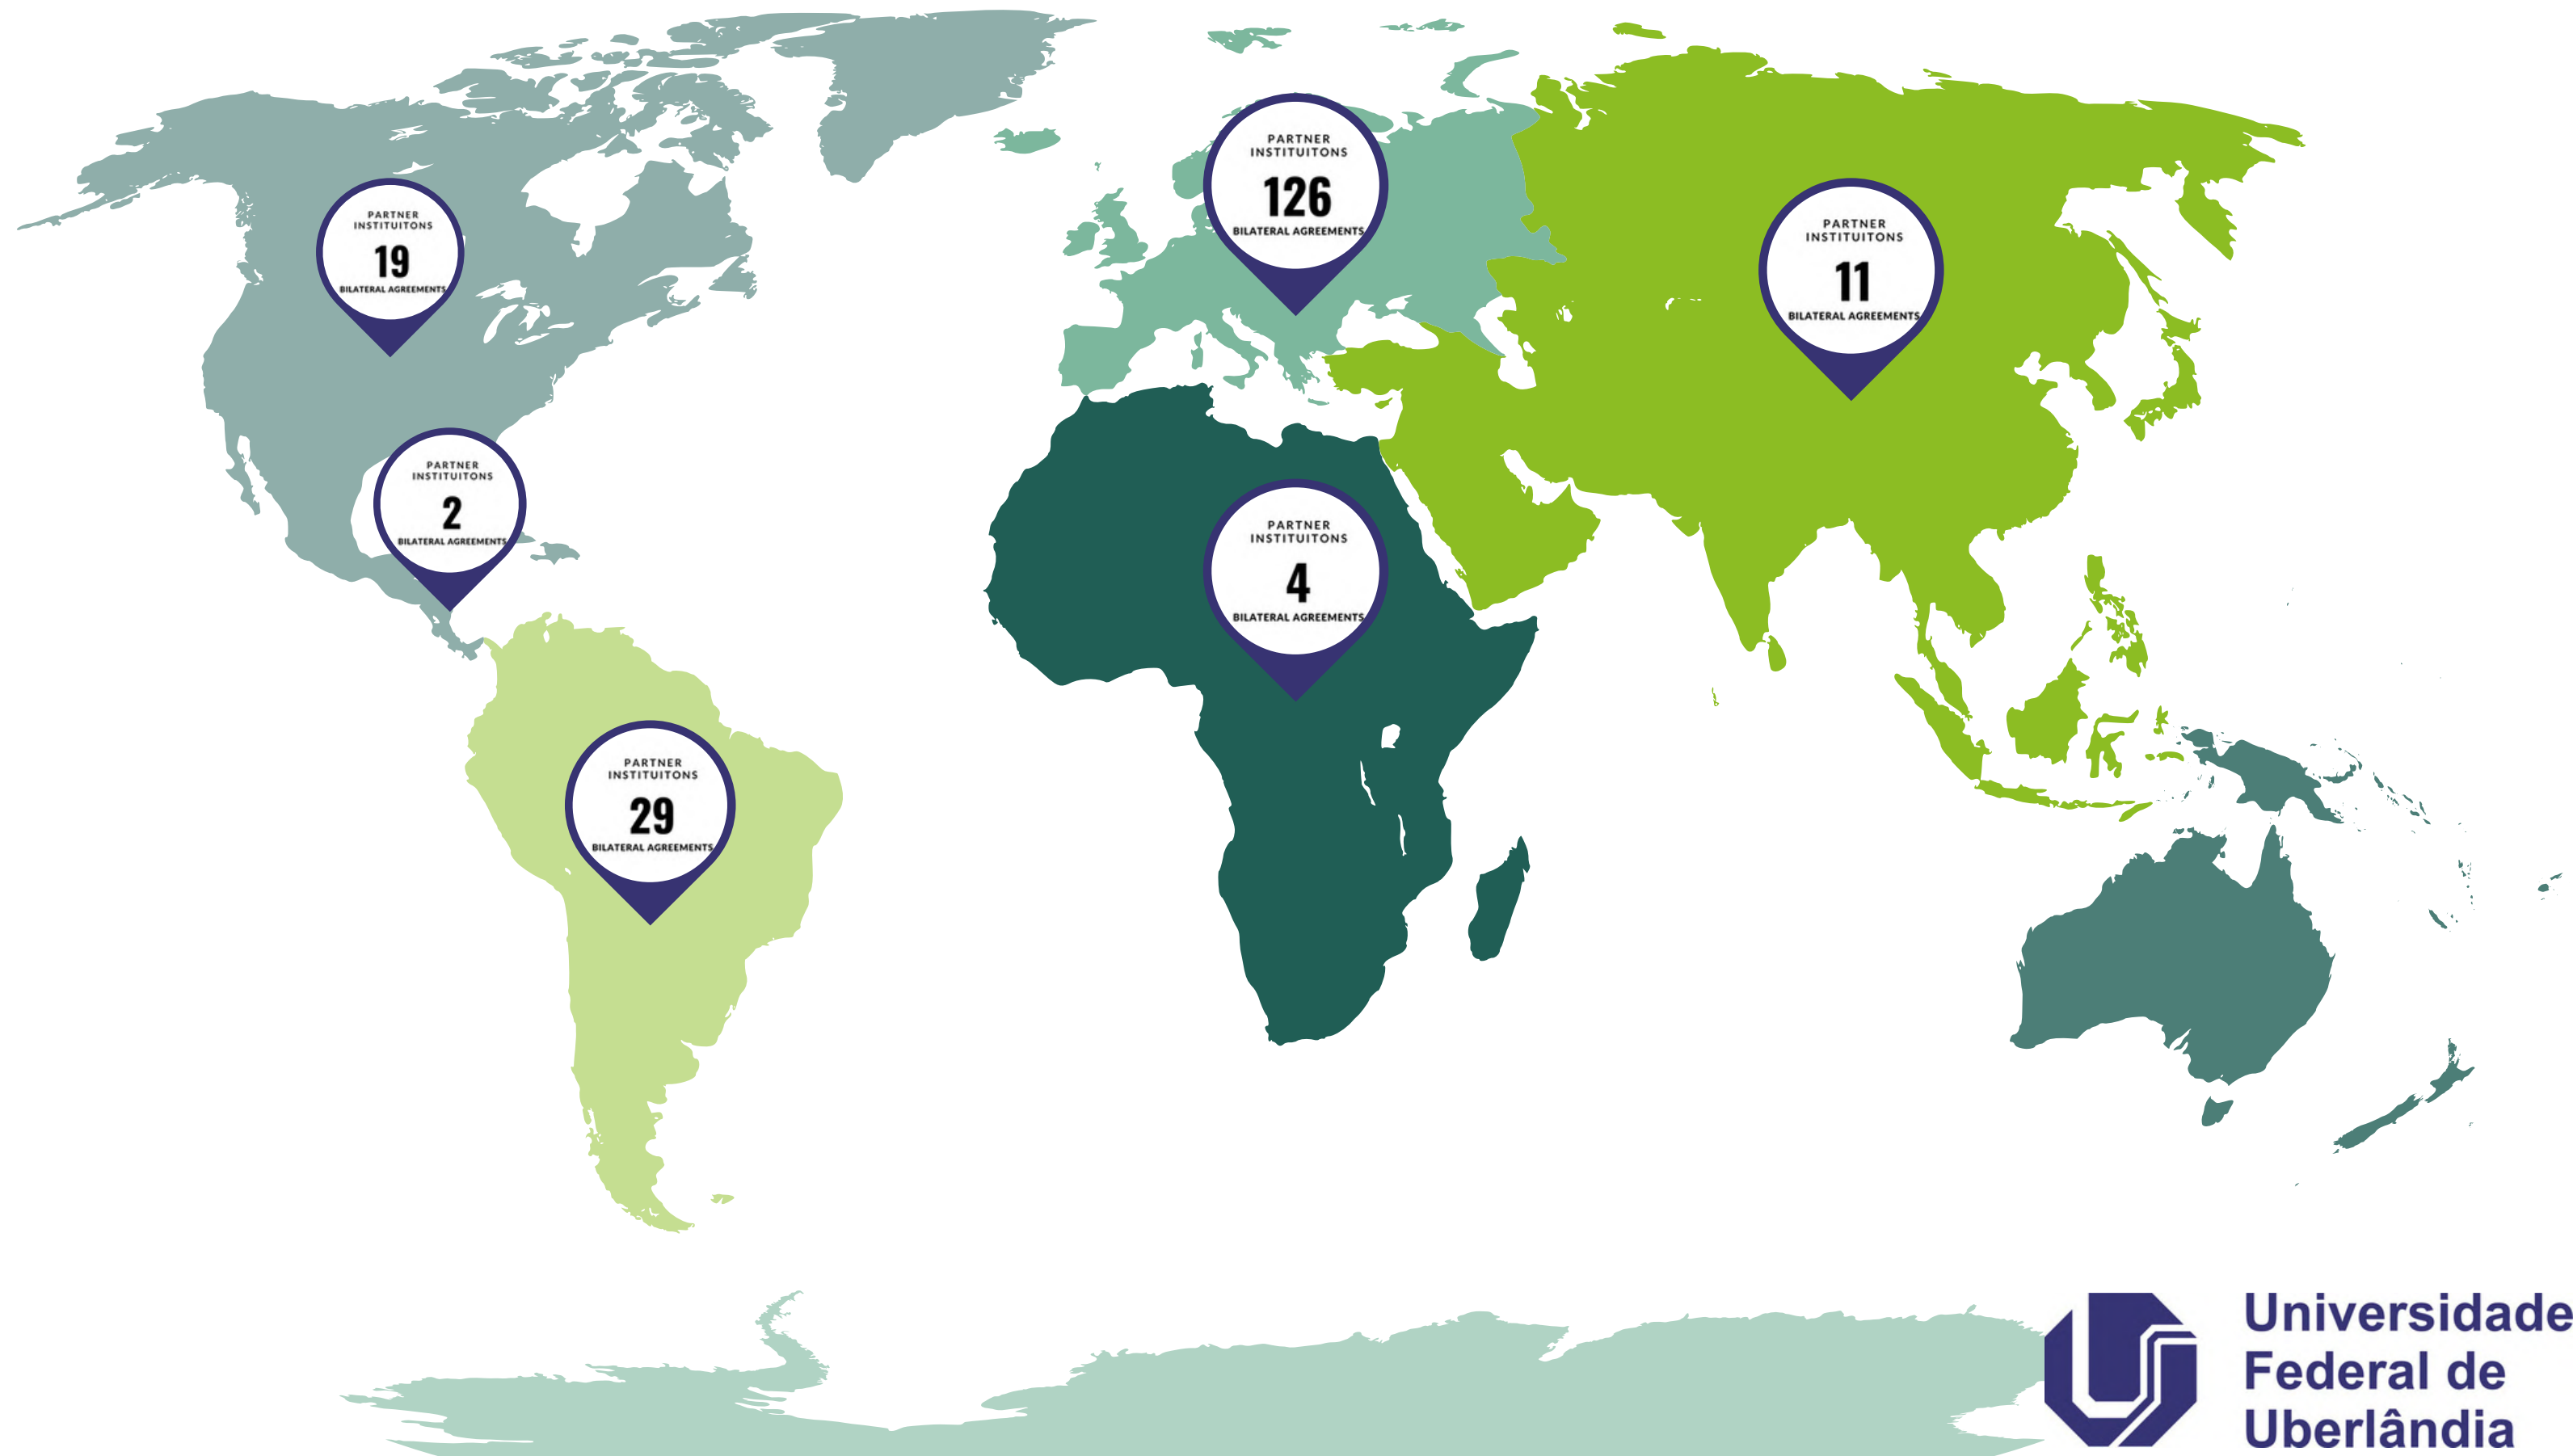 PARTNER
INSTITUITONS
126
BILATERAL AGREEMENTS
PARTNER
INSTITUITONS
19
BILATERAL AGREEMENTS
PARTNER
INSTITUITONS
11
BILATERAL AGREEMENTS
PARTNER
INSTITUITONS
2
BILATERAL AGREEMENTS
PARTNER
INSTITUITONS
4
BILATERAL AGREEMENTS
PARTNER
INSTITUITONS
29
BILATERAL AGREEMENTS
Universidade
Federal de
Uberlândia